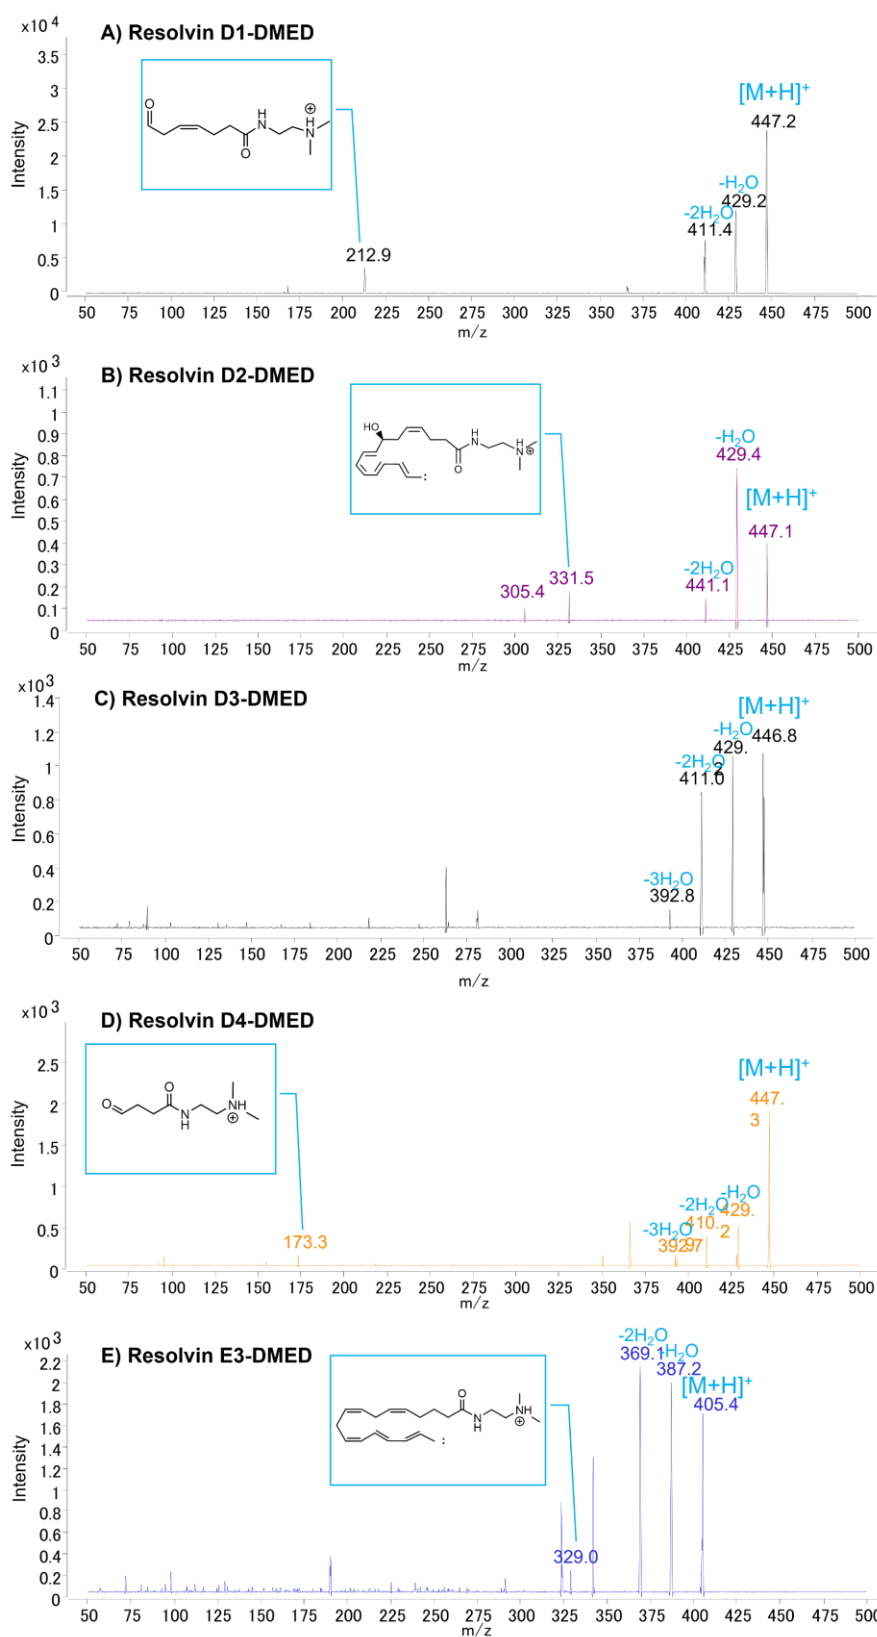 A) Resolvin D1-DMED
x10⁴
3.5
3
2.5
2
1.5
1
0.5
0
Intensity
O
O
N
H
H
N
⊕
212.9
-2H₂O
411.4
-H₂O
429.2
[M+H]⁺
447.2
50 75 100 125 150 175 200 225 250 275 300 325 350 375 400 425 450 475 500
m/z
B) Resolvin D2-DMED
x10³
1.1
1
0.9
0.8
0.7
0.6
0.5
0.4
0.3
0.2
0.1
0
Intensity
HO
H
N
O
H
N
⊕
:
305.4
331.5
-2H₂O
441.1
-H₂O
429.4
[M+H]⁺
447.1
50 75 100 125 150 175 200 225 250 275 300 325 350 375 400 425 450 475 500
m/z
C) Resolvin D3-DMED
x10³
1.4
1.2
1
0.8
0.6
0.4
0.2
0
Intensity
-3H₂O
392.8
-2H₂O
411.0
-H₂O
429.
2
[M+H]⁺
446.8
50 75 100 125 150 175 200 225 250 275 300 325 350 375 400 425 450 475 500
m/z
D) Resolvin D4-DMED
x10³
2.5
2
1.5
1
0.5
0
Intensity
O
O
N
H
NH
⊕
173.3
-3H₂O
392.7
-2H₂O
410.
9
-H₂O
429.
2
[M+H]⁺
447.
3
50 75 100 125 150 175 200 225 250 275 300 325 350 375 400 425 450 475 500
m/z
E) Resolvin E3-DMED
x10³
2.2
2
1.8
1.6
1.4
1.2
1
0.8
0.6
0.4
0.2
0
Intensity
O
N
H
NH
⊕
:
329.0
-2H₂O
369.1
-H₂O
387.2
[M+H]⁺
405.4
50 75 100 125 150 175 200 225 250 275 300 325 350 375 400 425 450 475 500
m/z